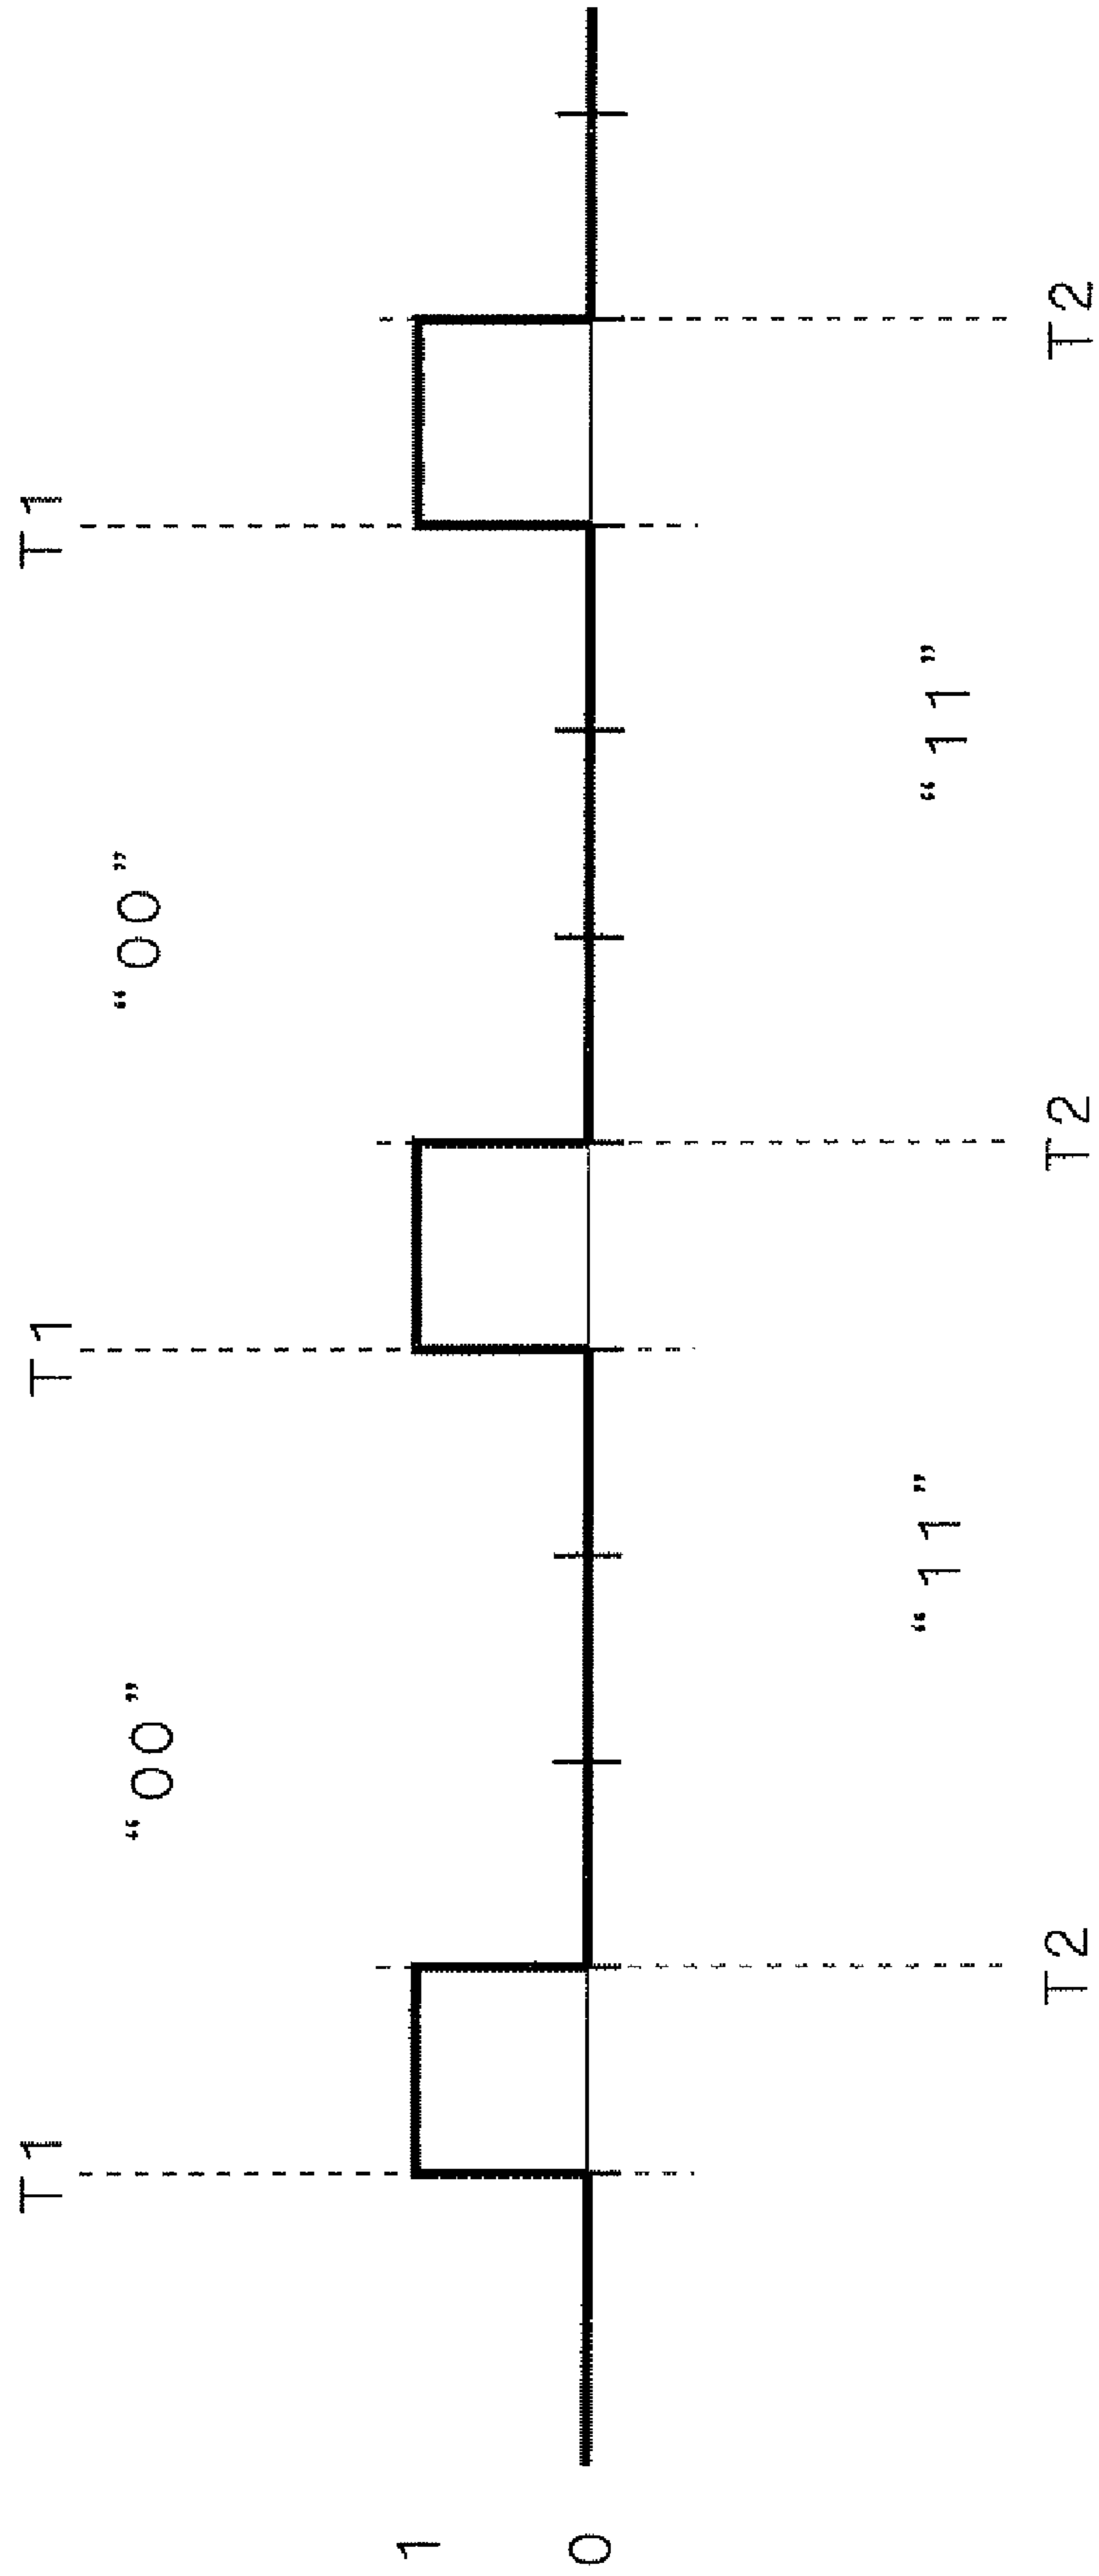 T1 T1 T1
“00” “00”
1
0
“11” “11”
T2 T2 T2